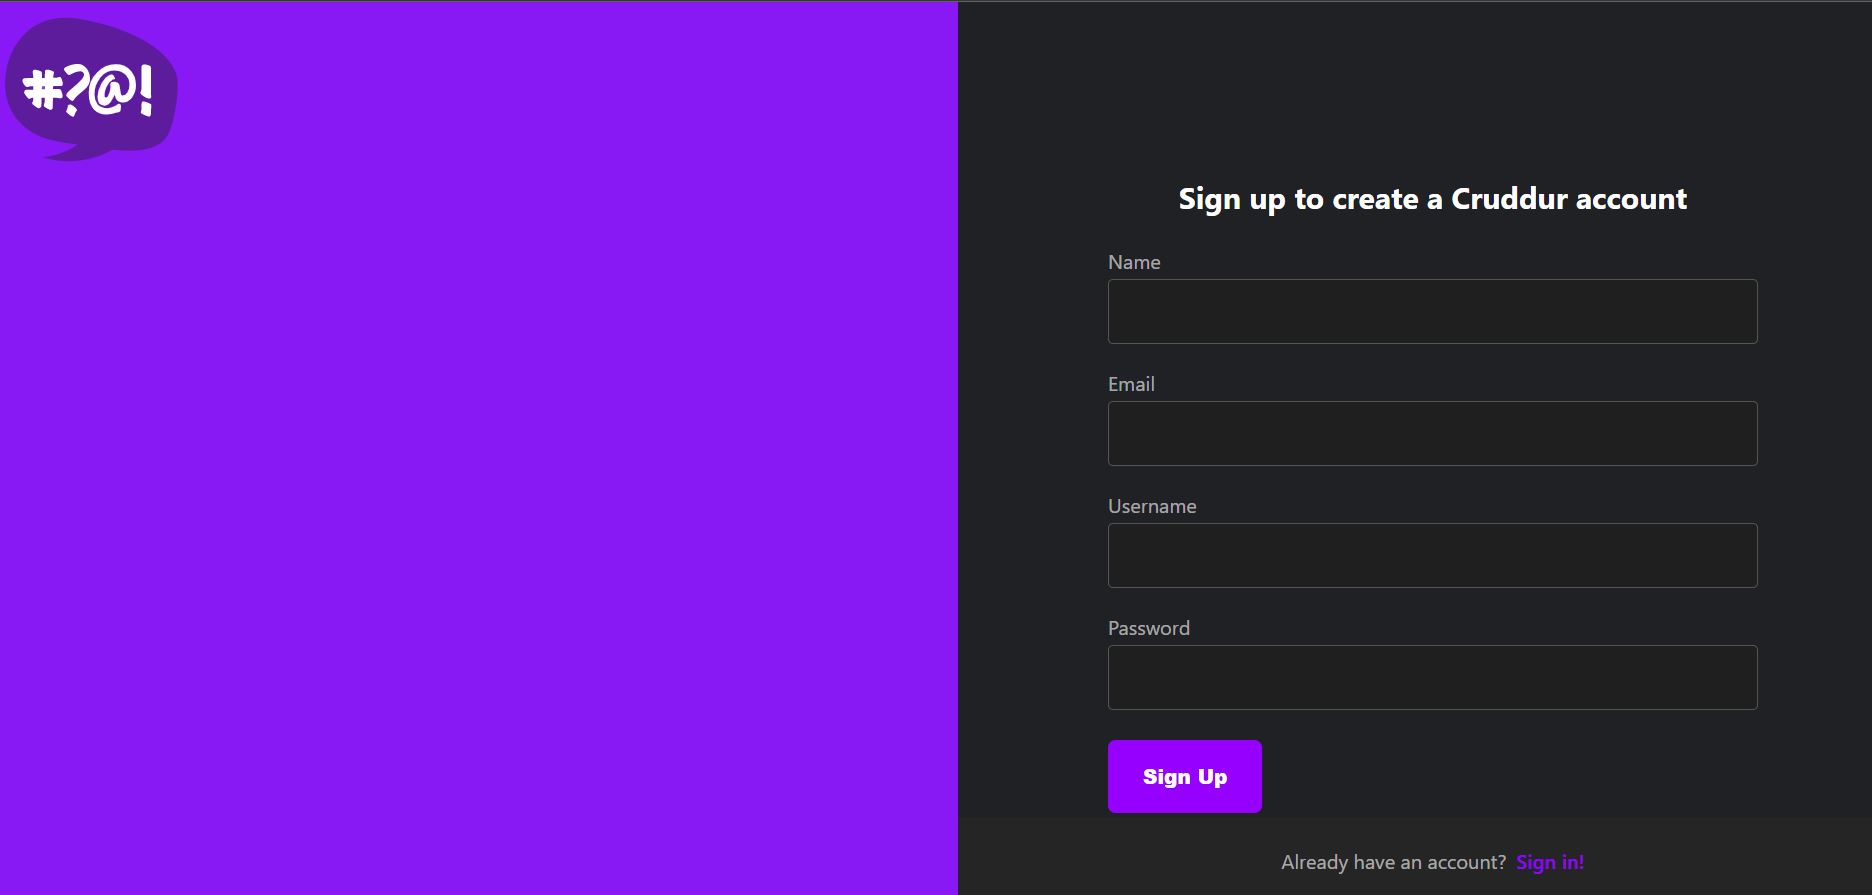 #?@!
Sign up to create a Cruddur account
Name
Email
Username
Password
Sign Up
Already have an account? Sign in!